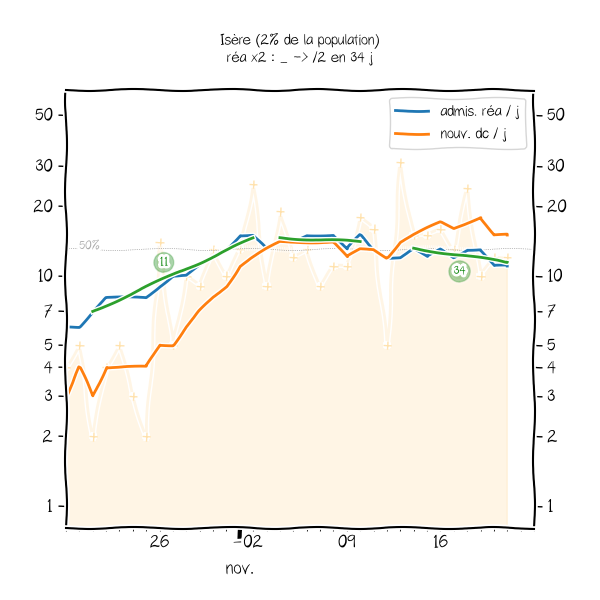 Isère (2% de la population)
réa x2 : _ -> /2 en 34 j
admis. réa / j
nouv. dc / j
50 50
30 30
20 20
50%
11
34
10 10
7 7
5 5
4 4
3 3
2 2
1 1
26 02 09 16
nov.